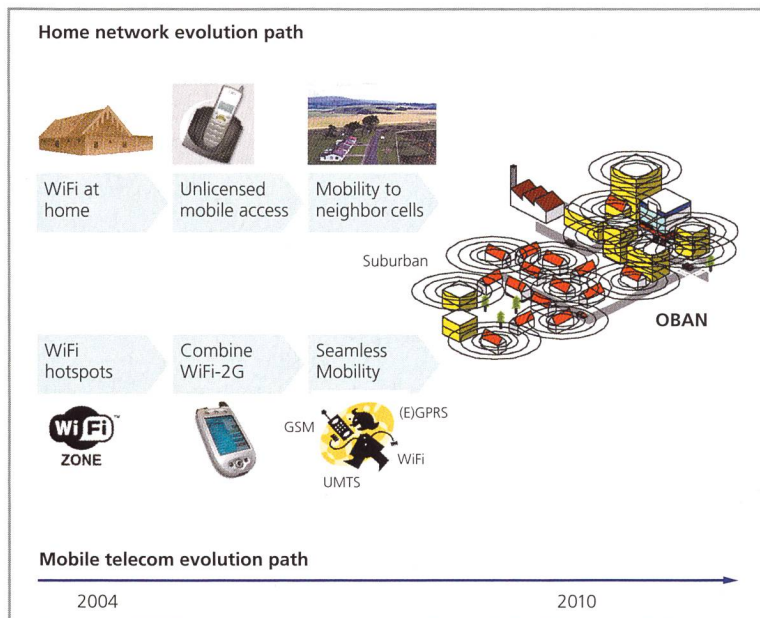 Home network evolution path
WiFi at
home
Unlicensed
mobile access
Mobility to
neighbor cells
Suburban
OBAN
WiFi
hotspots
Combine
WiFi-2G
Seamless
Mobility
Wi Fi™
ZONE
GSM
(E)GPRS
WiFi
UMTS
Mobile telecom evolution path
2004
2010